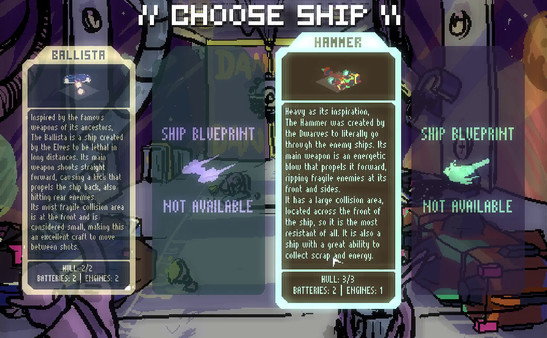 \\ CHOOSE SHIP \\
BALLISTA
Inspired by the famous
weapons of its ancestors,
The Ballista is a ship created
by the Elves to be lethal in
long distances. Its main
weapon shoots straight
forward, causing a kick that
propels the ship back, also
hitting rear enemies.
Its most fragile collision area
is at the front and is
considered small, making this
an excellent craft to move
between shots.
HULL: 2/2
BATTERIES: 2 | ENGINES: 2
SHIP BLUEPRINT
NOT AVAILABLE
HAMMER
Heavy as its inspiration,
The Hammer was created by
the Dwarves to literally go
through the enemy ships. Its
main weapon is an energetic
blow that propels it forward,
ripping fragile enemies at its
front and sides.
It has a large collision area,
located across the front of
the ship, so it is the most
resistant of all. It is also a
ship with a great ability to
collect scrap and energy.
HULL: 3/3
BATTERIES: 2 | ENGINES: 1
SHIP BLUEPRINT
NOT AVAILABLE